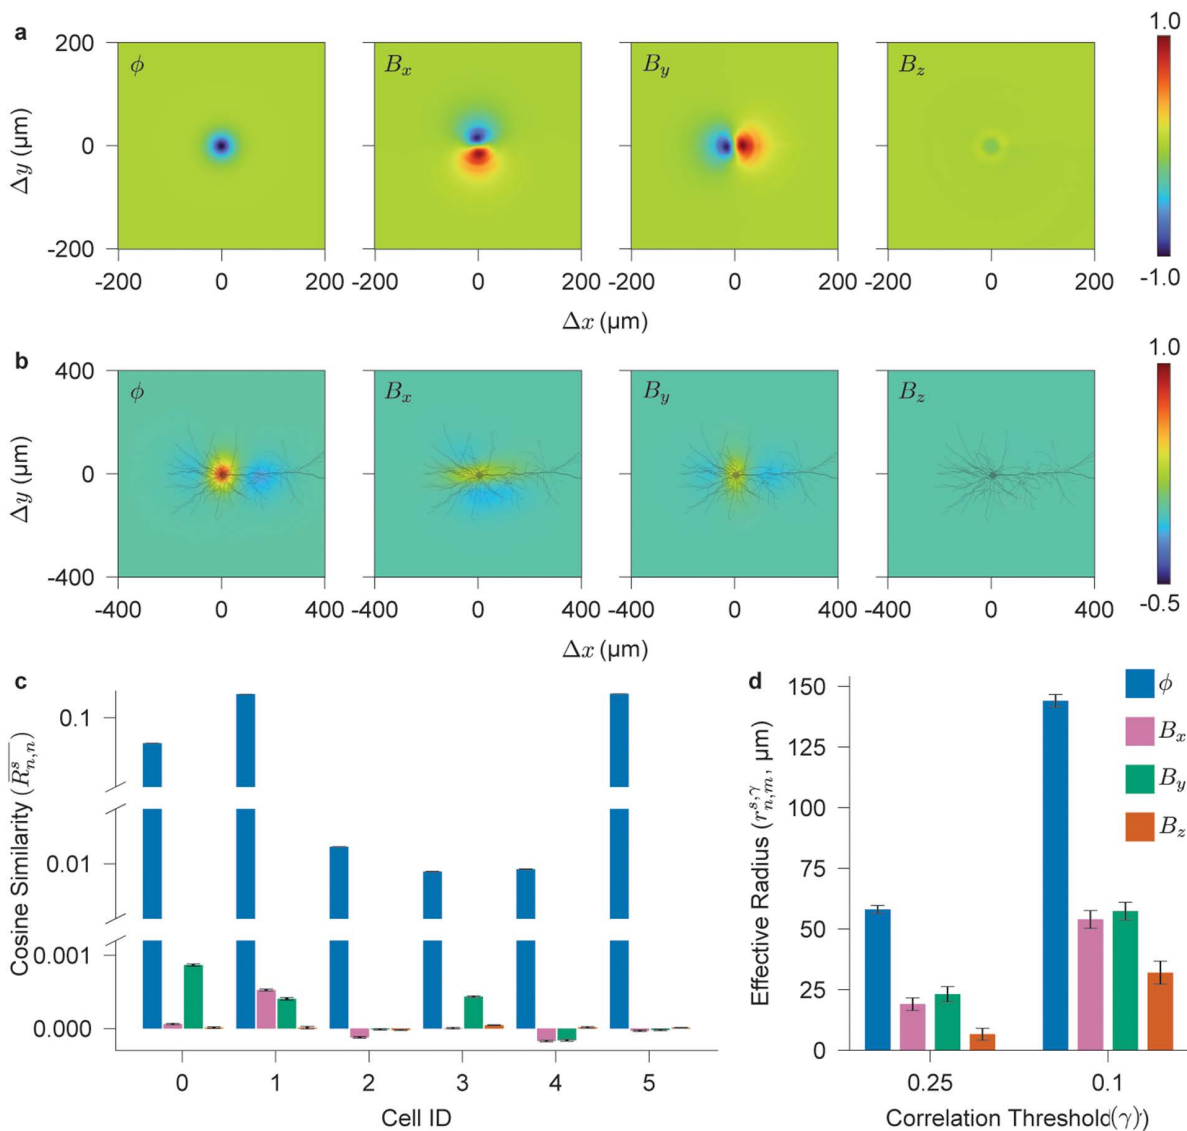 a
200
0
-200
Δy (µm)
ϕ
Bx
By
Bz
-200 0 200 -200 0 200 -200 0 200 -200 0 200
Δx (µm)
1.0
-1.0
b
400
0
-400
Δy (µm)
ϕ
Bx
By
Bz
-400 0 400 -400 0 400 -400 0 400 -400 0 400
Δx (µm)
1.0
-0.5
c
Cosine Similarity (R̅ˢₙ,ₙ)
0.1
0.01
0.001
0.000
0 1 2 3 4 5
Cell ID
d
Effective Radius (rₙ,ₘˢ,ᵞ, µm)
150
125
100
75
50
25
0
0.25 0.1
Correlation Threshold(γ)
ϕ
Bx
By
Bz